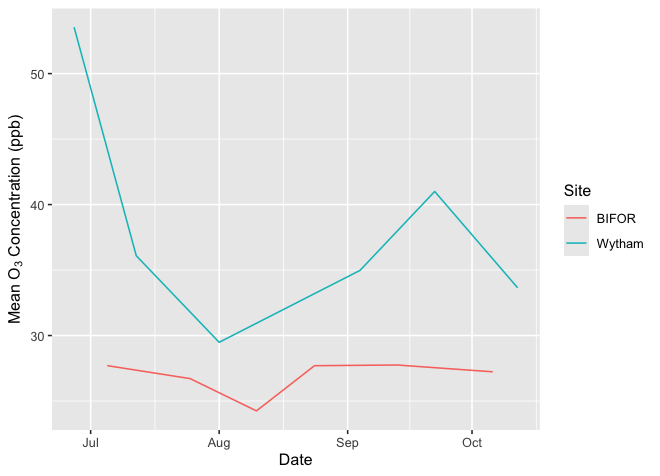 Mean O₃ Concentration (ppb)
50
40
30
Jul Aug Sep Oct
Date
Site
BIFOR
Wytham